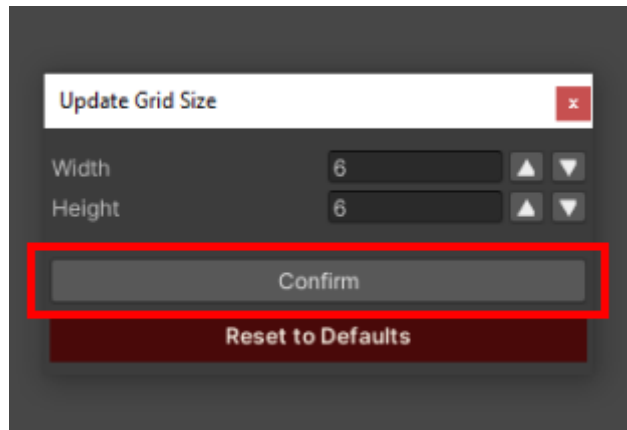 Update Grid Size x
Width 6
Height 6
Confirm
Reset to Defaults